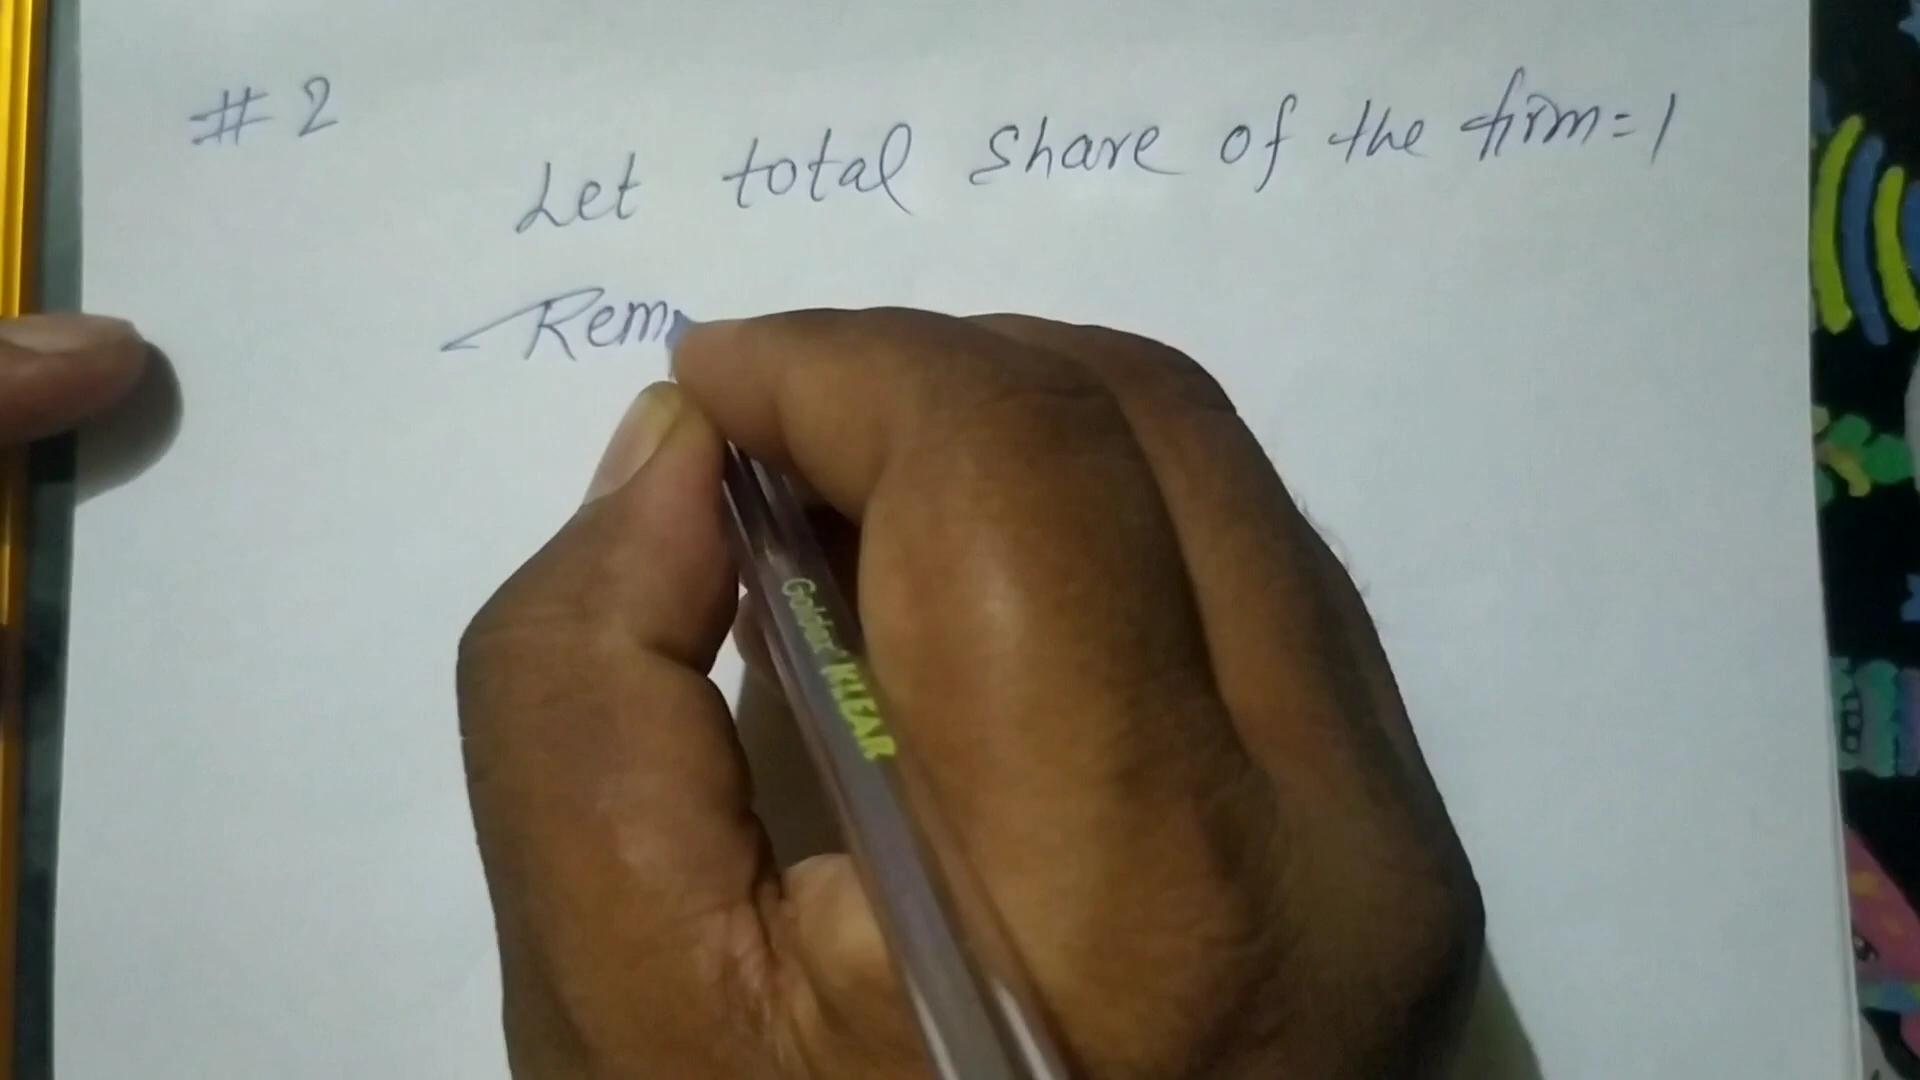 # 2
Let total share of the firm = 1
Rem
Goldex KLEAR